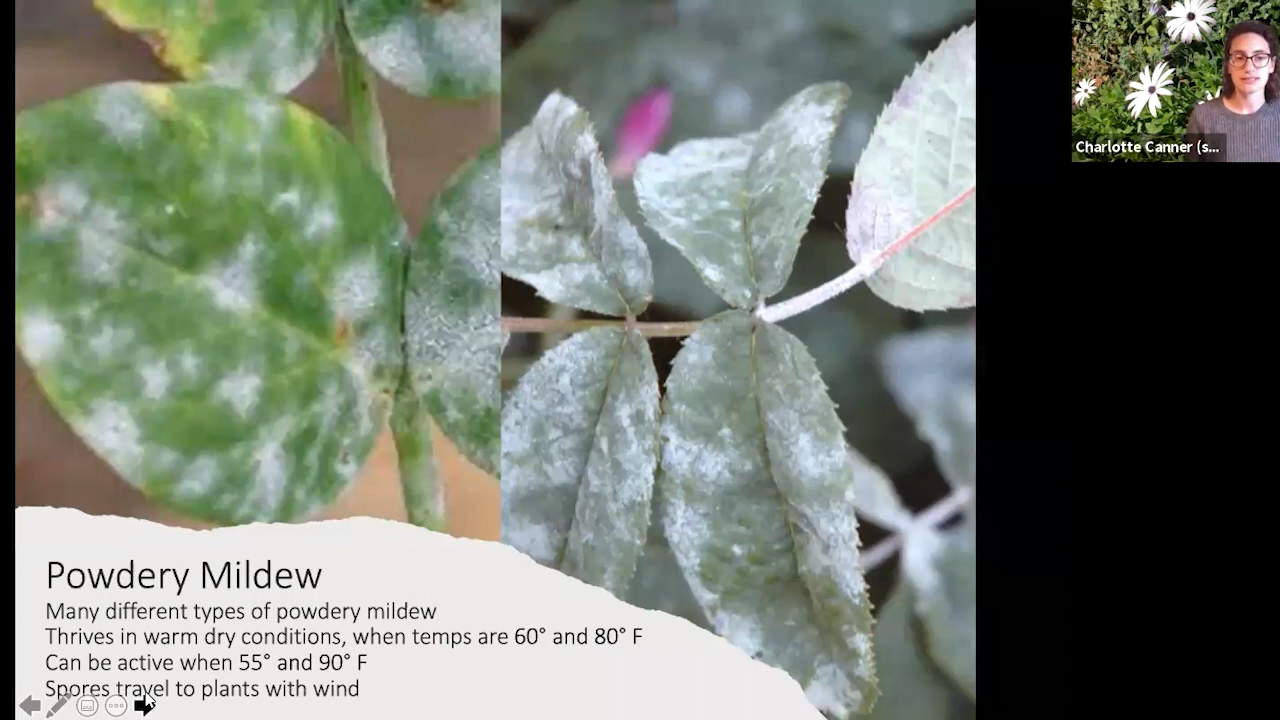 Charlotte Canner (s...
Powdery Mildew
Many different types of powdery mildew
Thrives in warm dry conditions, when temps are 60° and 80° F
Can be active when 55° and 90° F
Spores travel to plants with wind